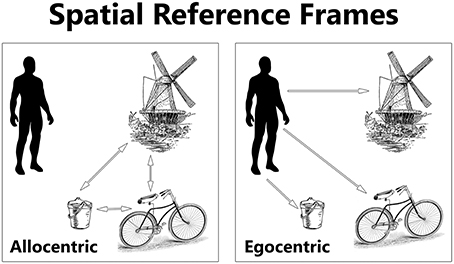 Spatial Reference Frames
Allocentric
Egocentric